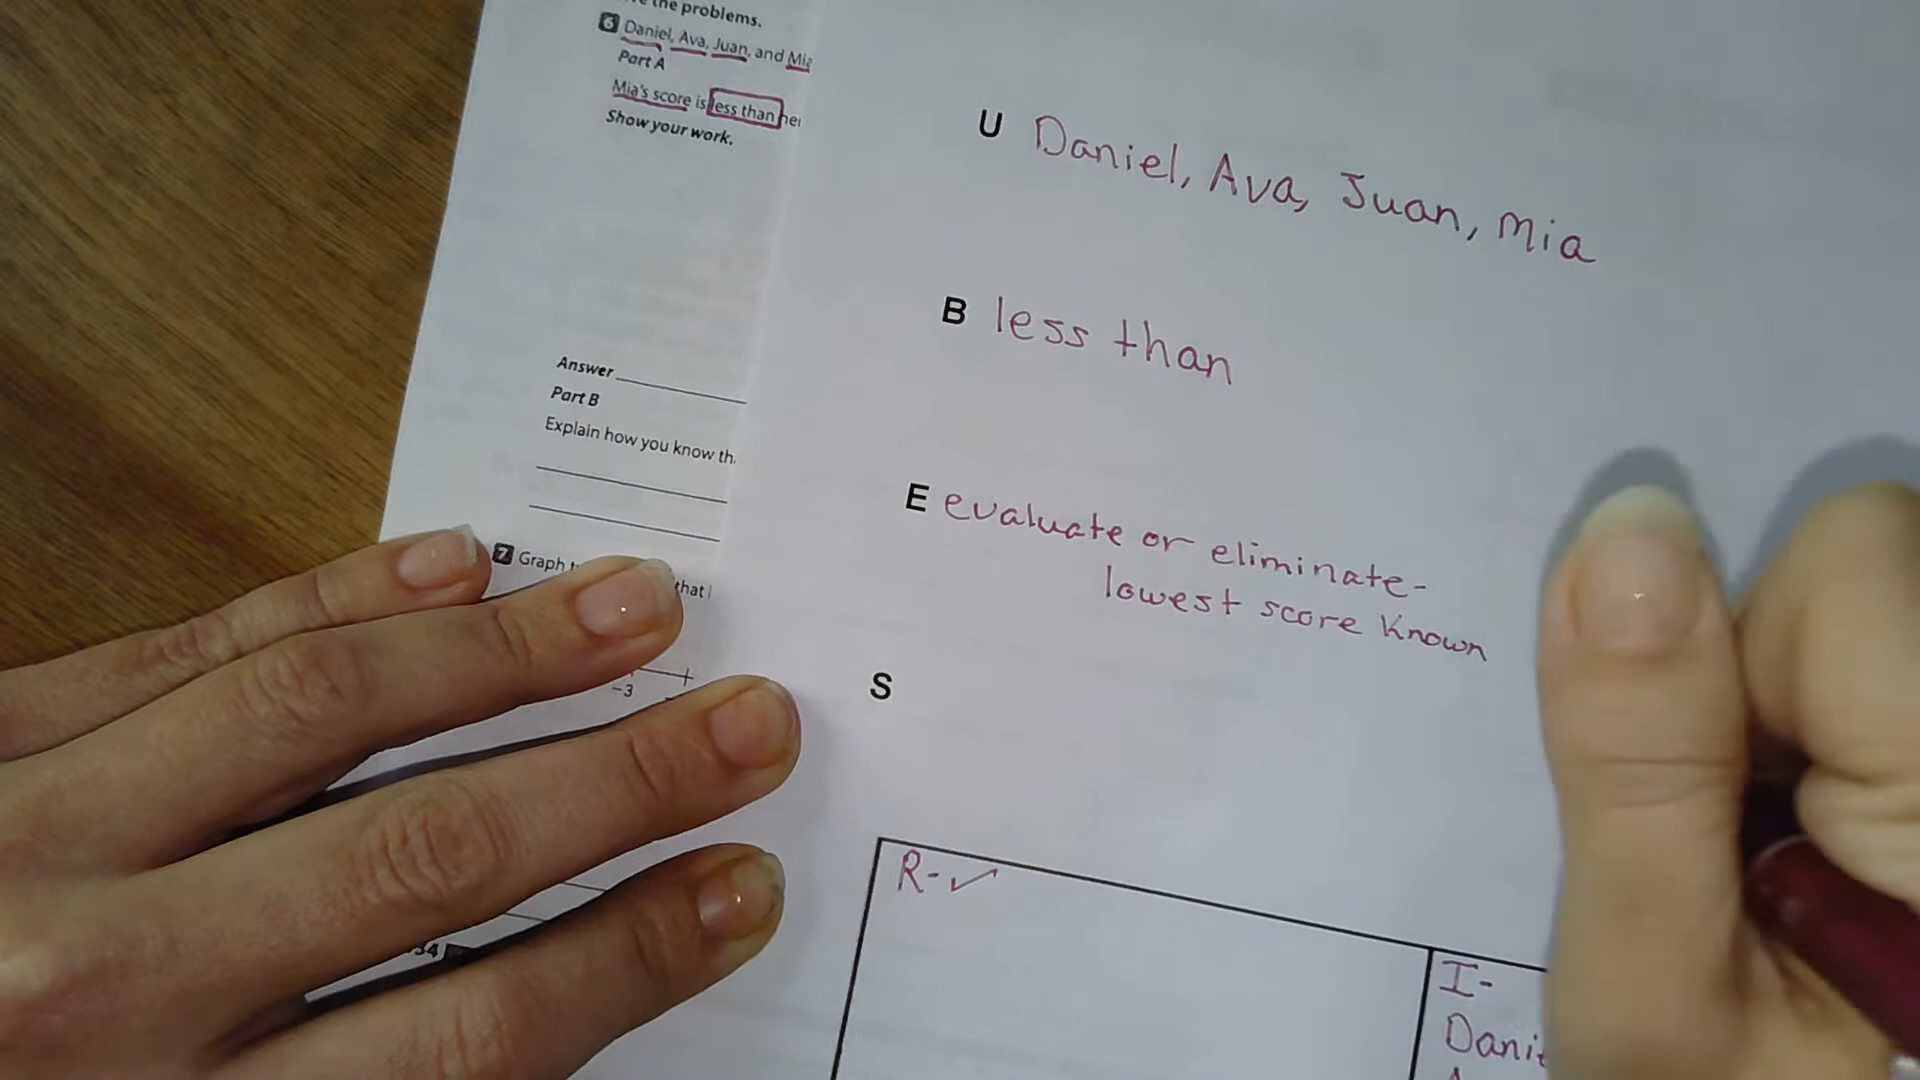 the problems.
6 Daniel, Ava, Juan, and Mia
Part A
Mia's score is less than her
Show your work.
Answer
Part B
Explain how you know th
7 Graph that
-3
34
U Daniel, Ava, Juan, Mia
B less than
E evaluate or eliminate-
lowest score known
S
R-✓
I-
Danie